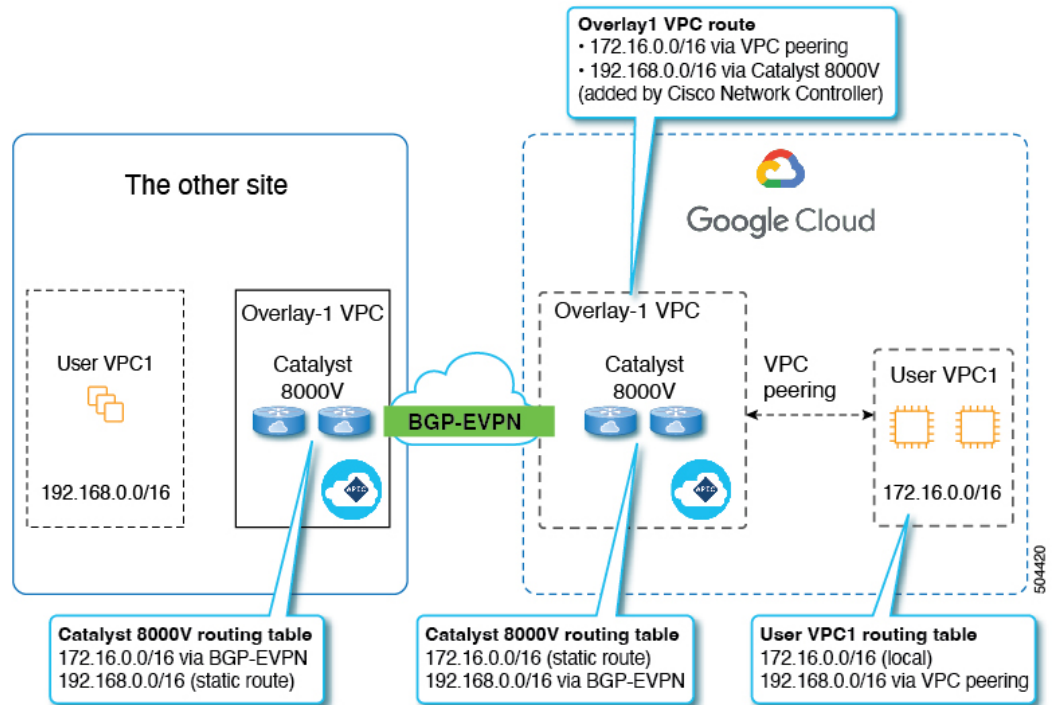 Overlay1 VPC route
• 172.16.0.0/16 via VPC peering
• 192.168.0.0/16 via Catalyst 8000V
(added by Cisco Network Controller)
The other site
Google Cloud
User VPC1
192.168.0.0/16
Overlay-1 VPC
Catalyst
8000V
APIC
BGP-EVPN
Overlay-1 VPC
Catalyst
8000V
APIC
VPC
peering
User VPC1
172.16.0.0/16
Catalyst 8000V routing table
172.16.0.0/16 via BGP-EVPN
192.168.0.0/16 (static route)
Catalyst 8000V routing table
172.16.0.0/16 (static route)
192.168.0.0/16 via BGP-EVPN
User VPC1 routing table
172.16.0.0/16 (local)
192.168.0.0/16 via VPC peering
504420